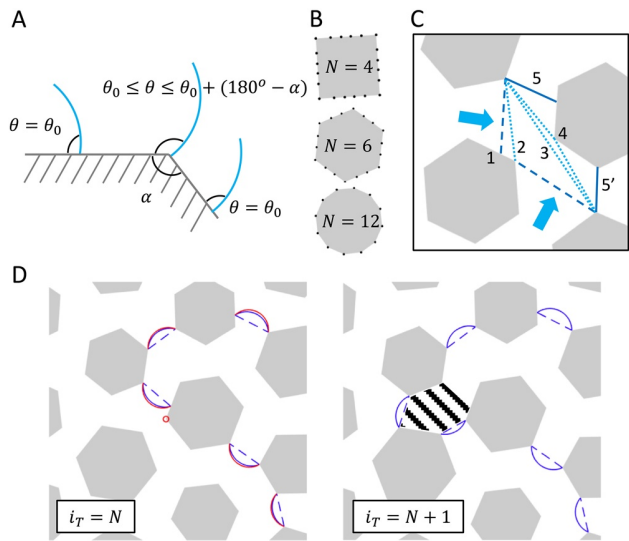 A
B
C
θ₀ ≤ θ ≤ θ₀ + (180° − α)
θ = θ₀
α
θ = θ₀
N = 4
N = 6
N = 12
5
4
1
2
3
5′
D
i_T = N
i_T = N + 1